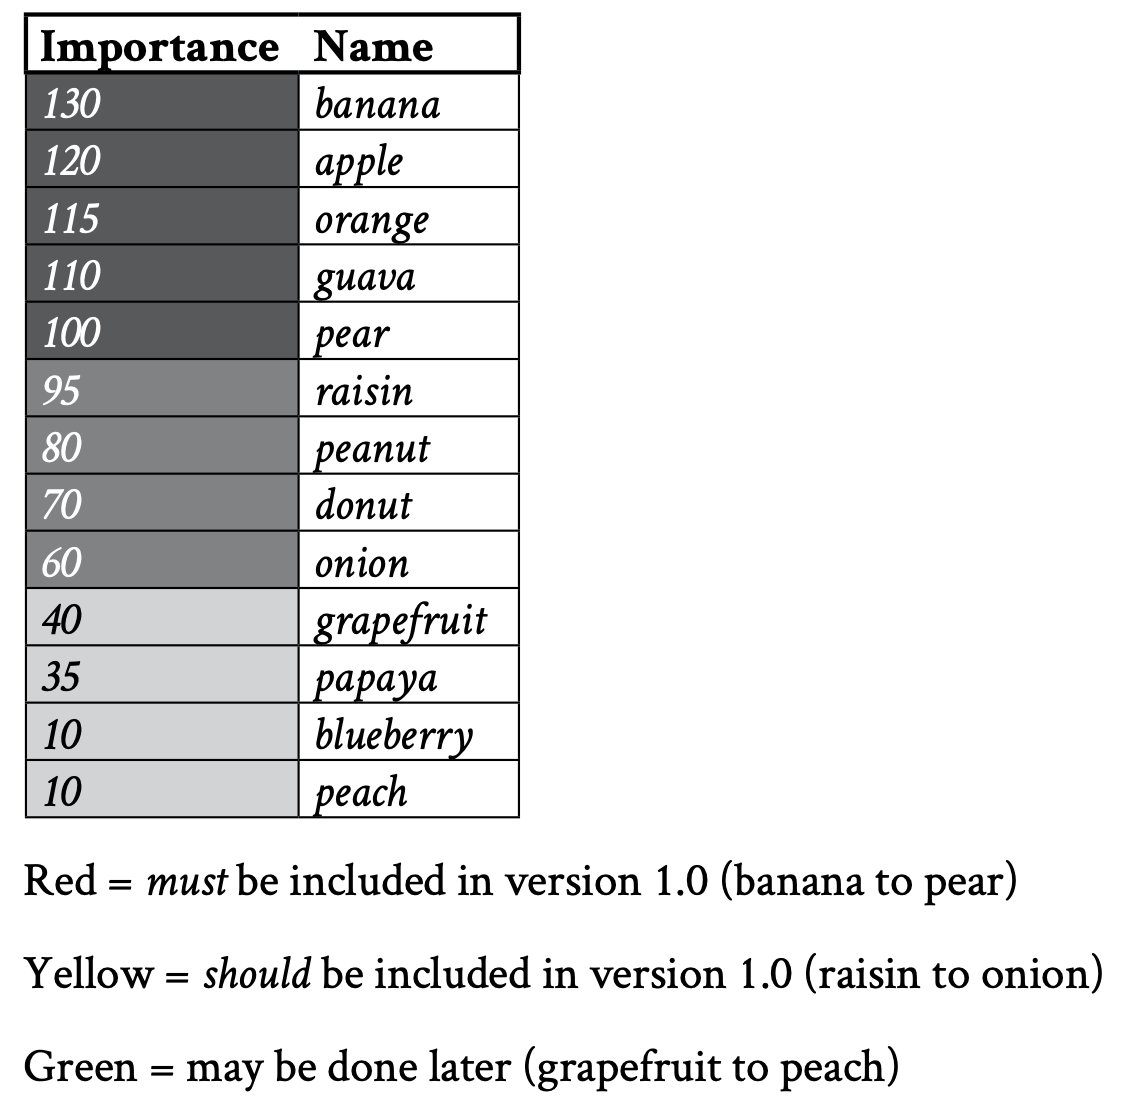 Importance Name
130 banana
120 apple
115 orange
110 guava
100 pear
95 raisin
80 peanut
70 donut
60 onion
40 grapefruit
35 papaya
10 blueberry
10 peach
Red = must be included in version 1.0 (banana to pear)
Yellow = should be included in version 1.0 (raisin to onion)
Green = may be done later (grapefruit to peach)